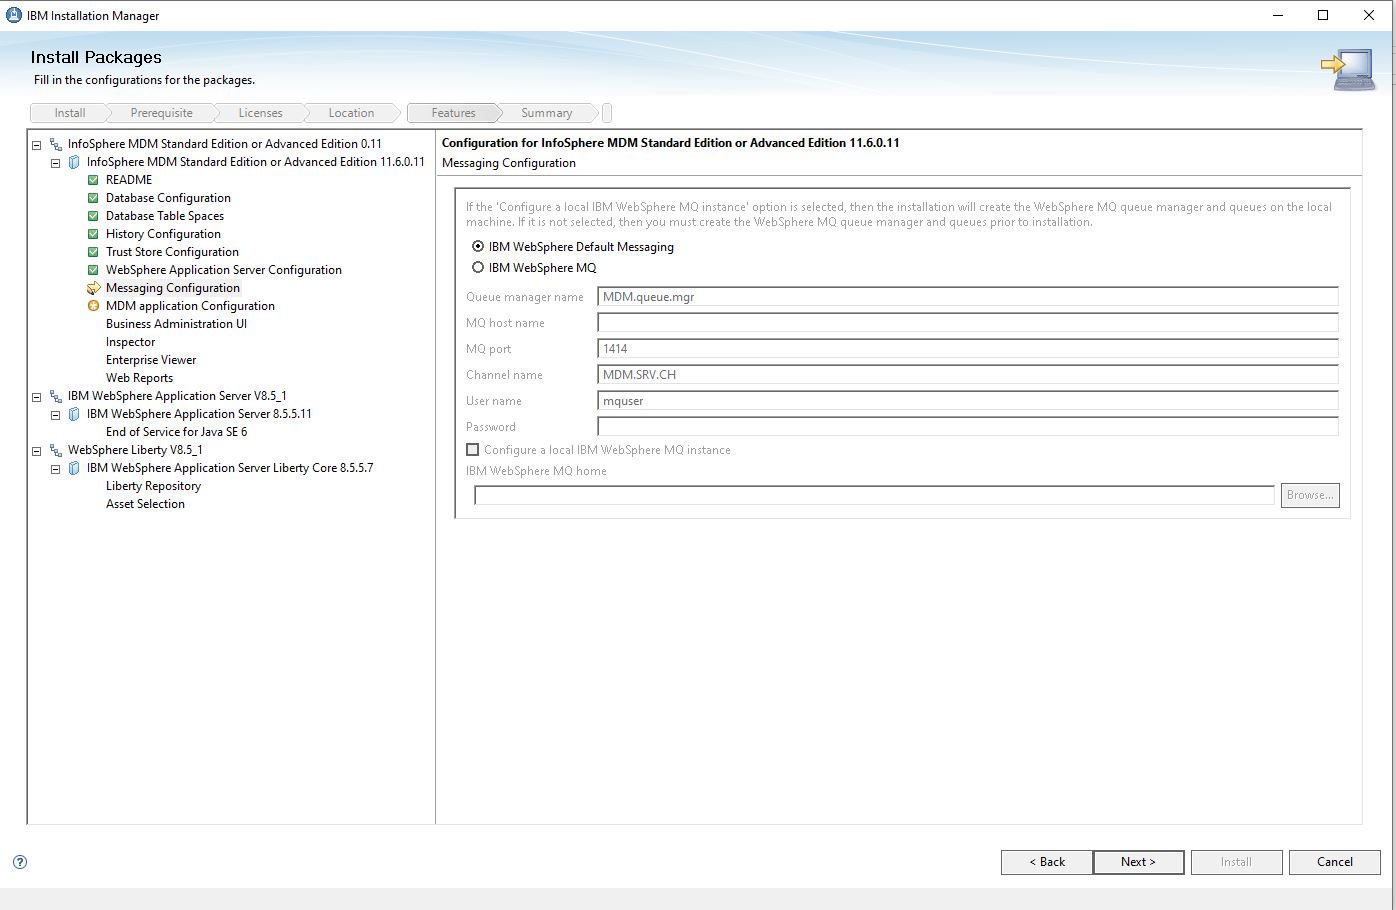 IBM Installation Manager
Install Packages
Fill in the configurations for the packages.
Install
Prerequisite
Licenses
Location
Features
Summary
InfoSphere MDM Standard Edition or Advanced Edition 0.11
InfoSphere MDM Standard Edition or Advanced Edition 11.6.0.11
README
Database Configuration
Database Table Spaces
History Configuration
Trust Store Configuration
WebSphere Application Server Configuration
Messaging Configuration
MDM application Configuration
Business Administration UI
Inspector
Enterprise Viewer
Web Reports
IBM WebSphere Application Server V8.5_1
IBM WebSphere Application Server 8.5.5.11
End of Service for Java SE 6
WebSphere Liberty V8.5_1
IBM WebSphere Application Server Liberty Core 8.5.5.7
Liberty Repository
Asset Selection
Configuration for InfoSphere MDM Standard Edition or Advanced Edition 11.6.0.11
Messaging Configuration
If the 'Configure a local IBM WebSphere MQ instance' option is selected, then the installation will create the WebSphere MQ queue manager and queues on the local
machine. If it is not selected, then you must create the WebSphere MQ queue manager and queues prior to installation.
IBM WebSphere Default Messaging
IBM WebSphere MQ
Queue manager name MDM.queue.mgr
MQ host name
MQ port 1414
Channel name MDM.SRV.CH
User name mquser
Password
Configure a local IBM WebSphere MQ instance
IBM WebSphere MQ home
Browse...
?
< Back
Next >
Install
Cancel